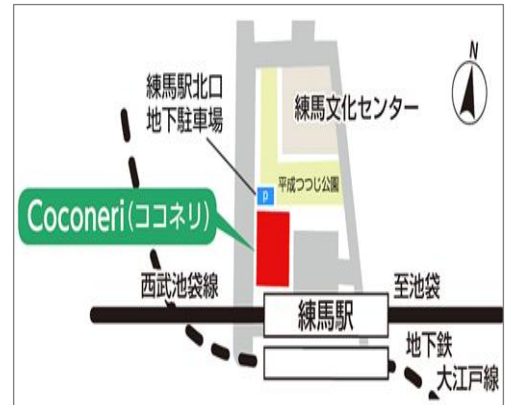 N
練馬駅北口
地下駐車場
練馬文化センター
P
平成つつじ公園
Coconeri(ココネリ)
西武池袋線
至池袋
練馬駅
地下鉄
大江戸線